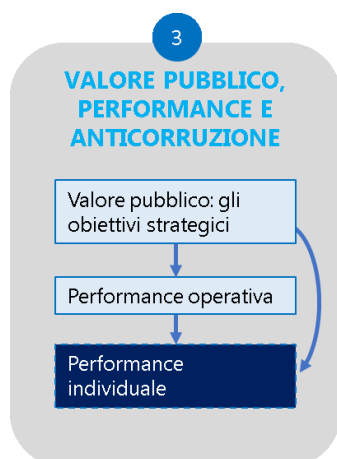 3
VALORE PUBBLICO,
PERFORMANCE E
ANTICORRUZIONE
Valore pubblico: gli
obiettivi strategici
Performance operativa
Performance
individuale